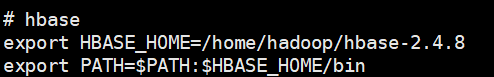 # hbase
export HBASE_HOME=/home/hadoop/hbase-2.4.8
export PATH=$PATH:$HBASE_HOME/bin